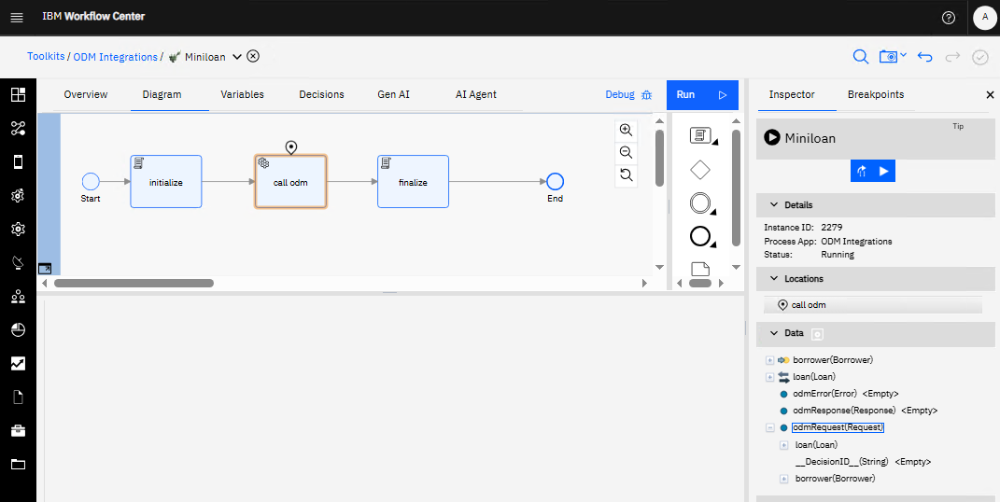 IBM Workflow Center
A
Toolkits / ODM Integrations / Miniloan
Overview Diagram Variables Decisions Gen AI AI Agent Debug Run
Inspector Breakpoints
Tip
Miniloan
initialize
call odm
finalize
Start
End
Details
Instance ID: 2279
Process App: ODM Integrations
Status: Running
Locations
call odm
Data
borrower(Borrower)
loan(Loan)
odmError(Error) <Empty>
odmResponse(Response) <Empty>
odmRequest(Request)
loan(Loan)
__DecisionID__(String) <Empty>
borrower(Borrower)